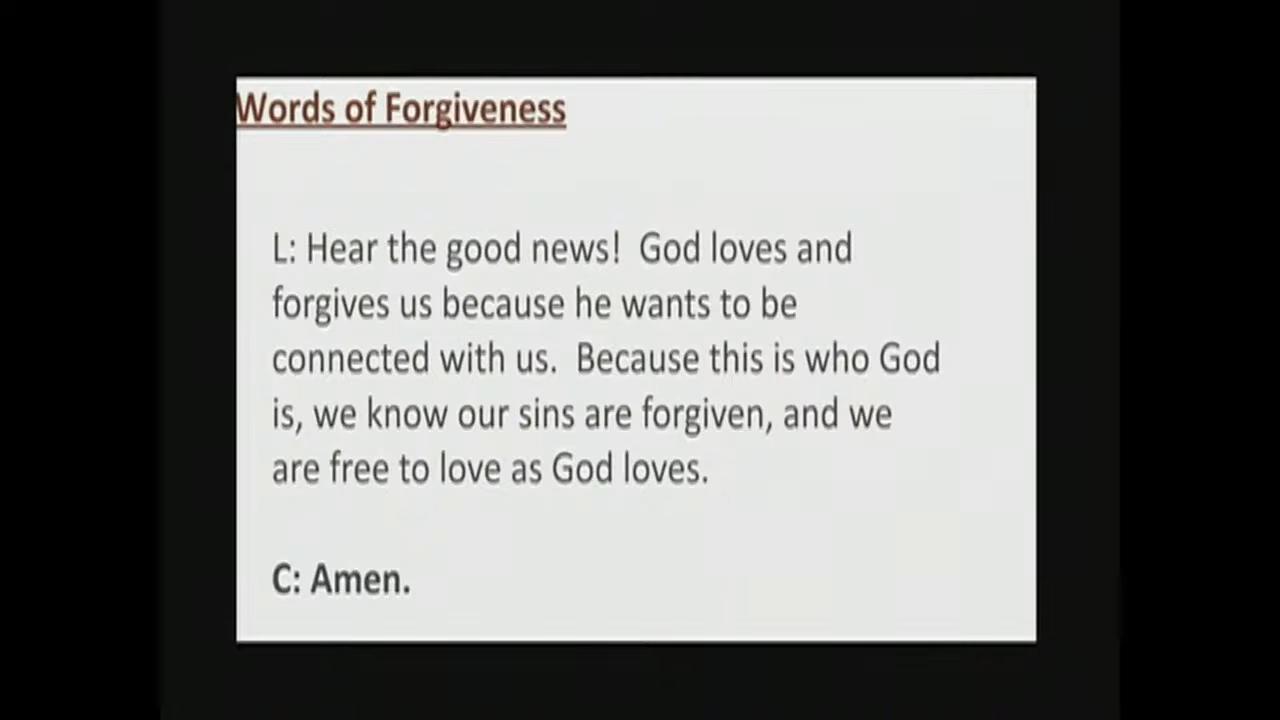 Words of Forgiveness
L: Hear the good news!  God loves and
forgives us because he wants to be
connected with us.  Because this is who God
is, we know our sins are forgiven, and we
are free to love as God loves.
C: Amen.